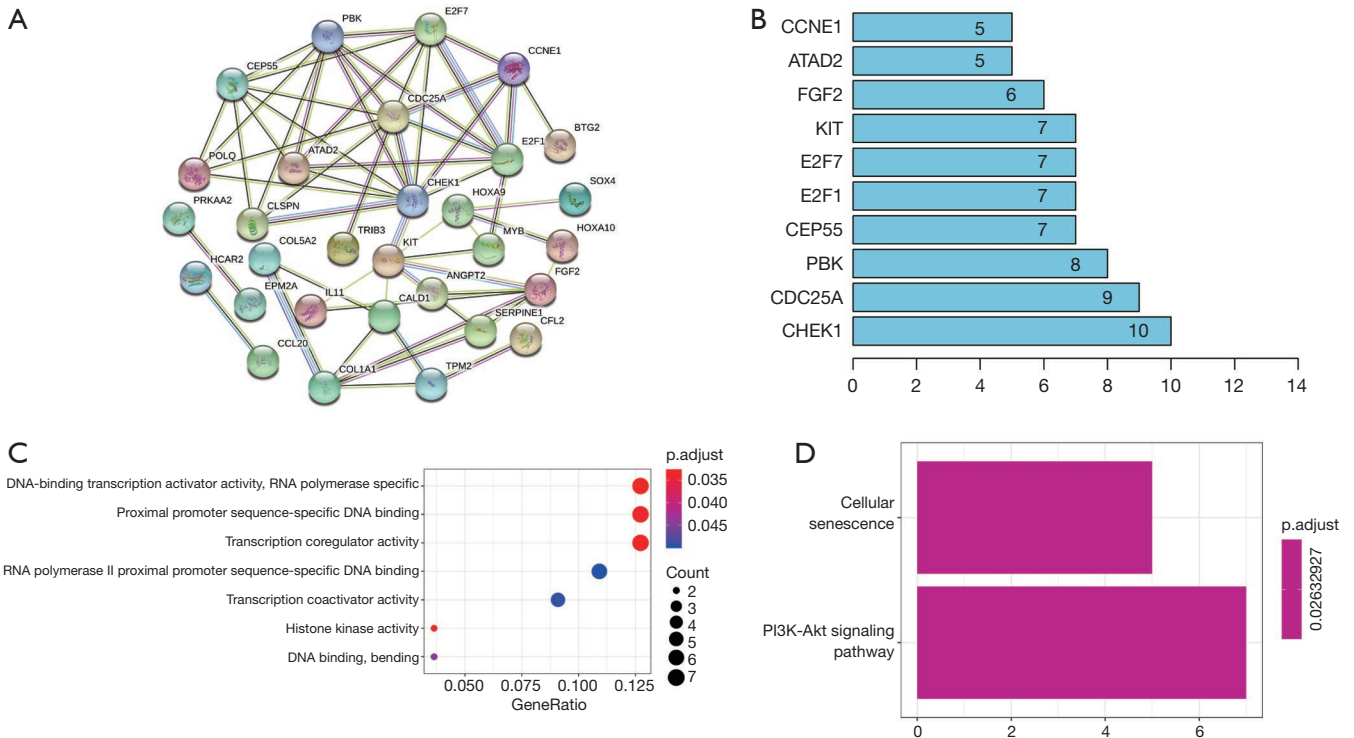 A
PBK
E2F7
CCNE1
CEP55
CDC25A
BTG2
E2F1
POLQ
ATAD2
CHEK1
SOX4
HOXA9
PRKAA2
CLSPN
TRIB3
MYB
HOXA10
COL5A2
KIT
HCAR2
ANGPT2
FGF2
EPM2A
IL11
CALD1
SERPINE1
CFL2
CCL20
COL1A1
TPM2
B
CCNE1 5
ATAD2 5
FGF2 6
KIT 7
E2F7 7
E2F1 7
CEP55 7
PBK 8
CDC25A 9
CHEK1 10
0 2 4 6 8 10 12 14
C
DNA-binding transcription activator activity, RNA polymerase specific
Proximal promoter sequence-specific DNA binding
Transcription coregulator activity
RNA polymerase II proximal promoter sequence-specific DNA binding
Transcription coactivator activity
Histone kinase activity
DNA binding, bending
0.050 0.075 0.100 0.125
GeneRatio
p.adjust
0.035
0.040
0.045
Count
2
3
4
5
6
7
D
Cellular
senescence
PI3K-Akt signaling
pathway
0 2 4 6
p.adjust
0.02632927